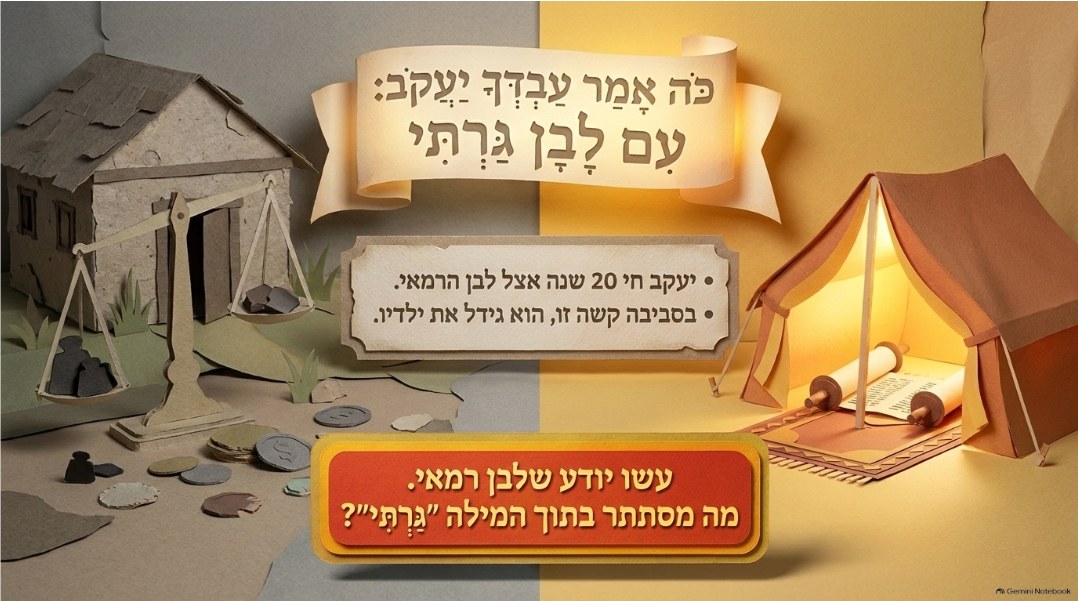 כֹּה אָמַר עַבְדְּךָ יַעֲקֹב:
עִם לָבָן גַּרְתִּי
• יעקב חי 20 שנה אצל לבן הרמאי.
• בסביבה קשה זו, הוא גידל את ילדיו.
עשו יודע שלבן רמאי.
מה מסתתר בתוך המילה "גַּרְתִּי"?
Gemini Notebook